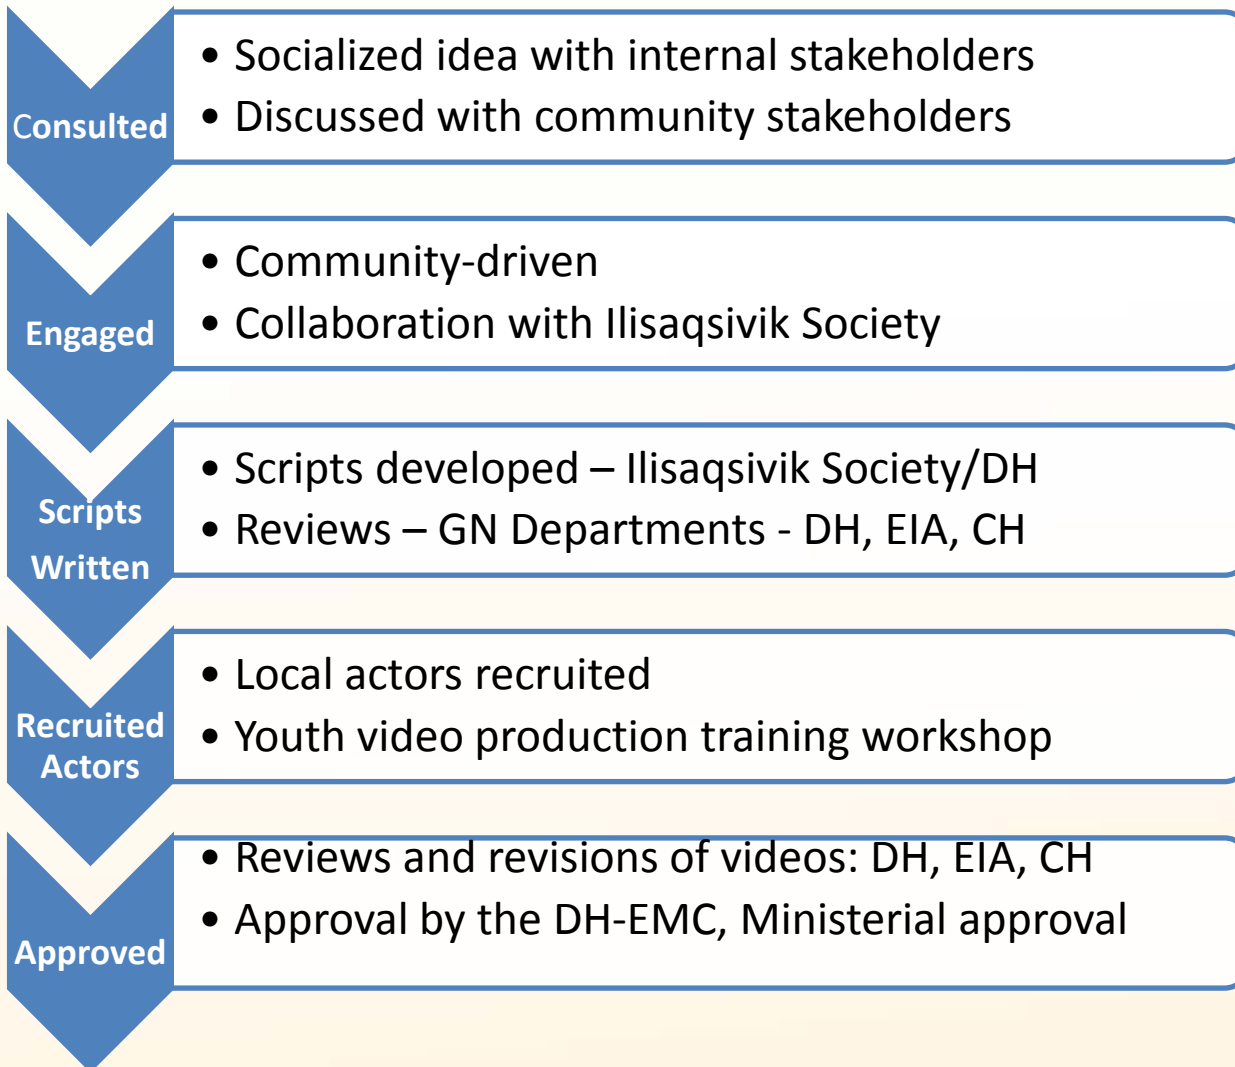 Consulted
• Socialized idea with internal stakeholders
• Discussed with community stakeholders
Engaged
• Community-driven
• Collaboration with Ilisaqsivik Society
Scripts
Written
• Scripts developed – Ilisaqsivik Society/DH
• Reviews – GN Departments - DH, EIA, CH
Recruited
Actors
• Local actors recruited
• Youth video production training workshop
Approved
• Reviews and revisions of videos: DH, EIA, CH
• Approval by the DH-EMC, Ministerial approval